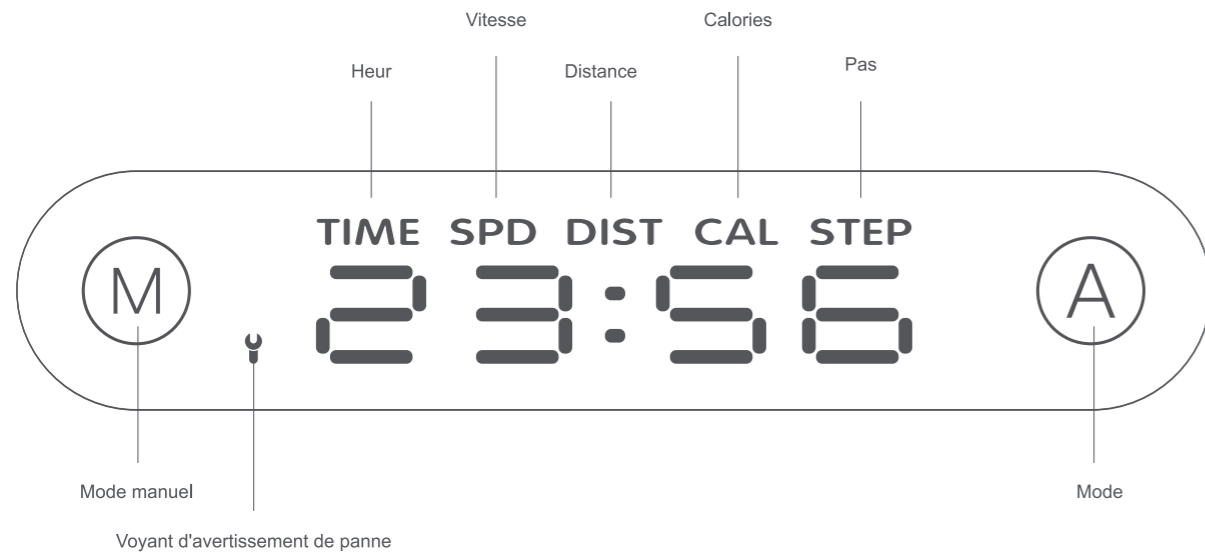 Vitesse
Calories
Heur
Distance
Pas
TIME SPD DIST CAL STEP
M
23:56
A
Mode manuel
Mode
Voyant d'avertissement de panne